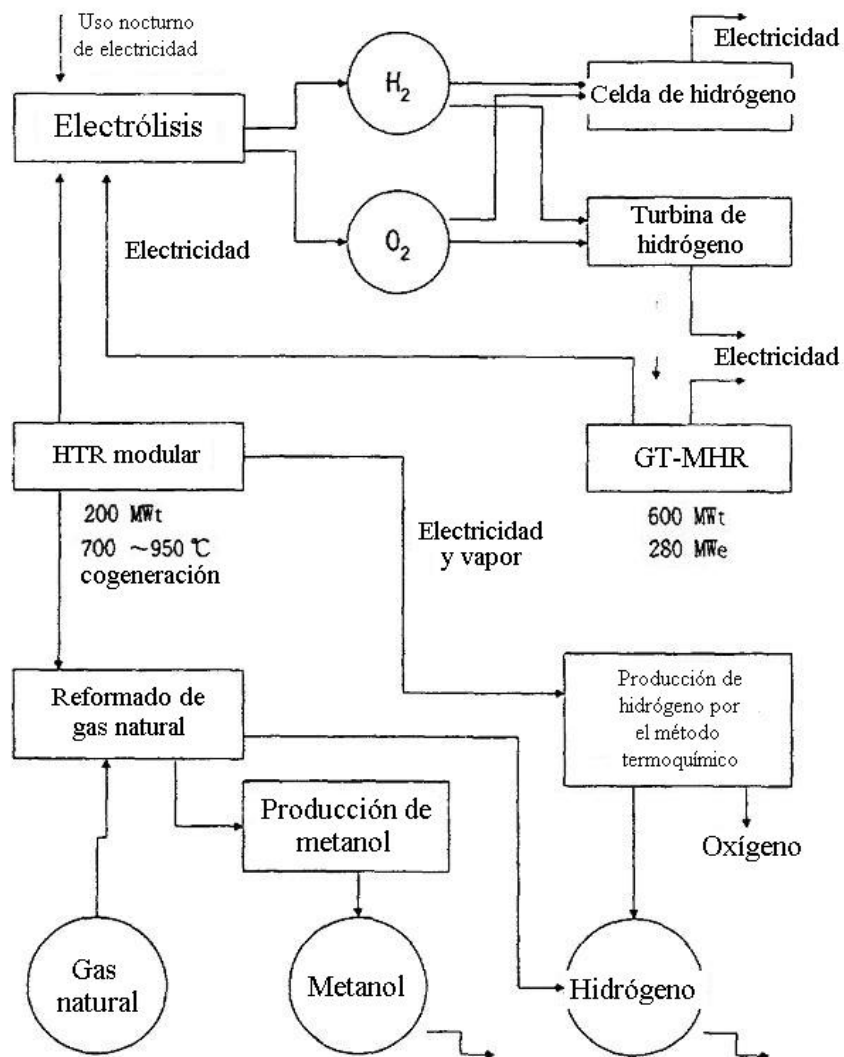 Uso nocturno
de electricidad
Electricidad
H₂
Electrólisis
Celda de hidrógeno
Electricidad
O₂
Turbina de
hidrógeno
Electricidad
HTR modular
GT-MHR
200 MWt
700 ~950 ℃
cogeneración
Electricidad
y vapor
600 MWt
280 MWe
Reformado de
gas natural
Producción de
hidrógeno por
el método
termoquímico
Producción de
metanol
Oxígeno
Gas
natural
Metanol
Hidrógeno